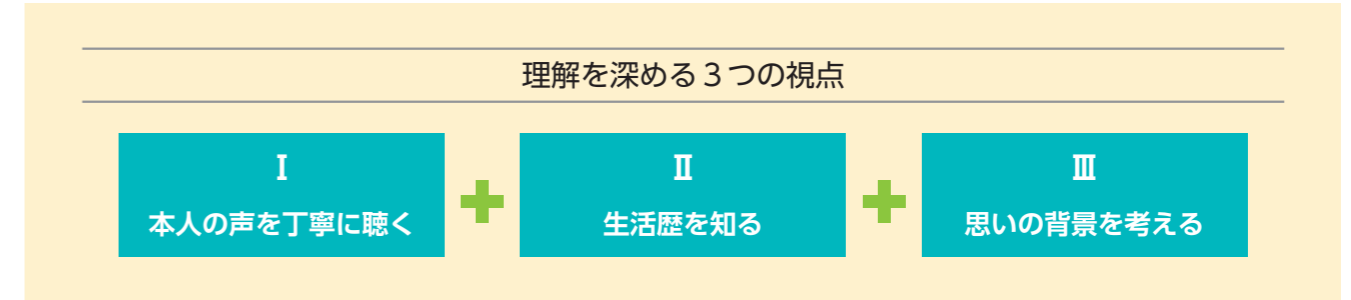 理解を深める３つの視点
Ⅰ
本人の声を丁寧に聴く
Ⅱ
生活歴を知る
Ⅲ
思いの背景を考える